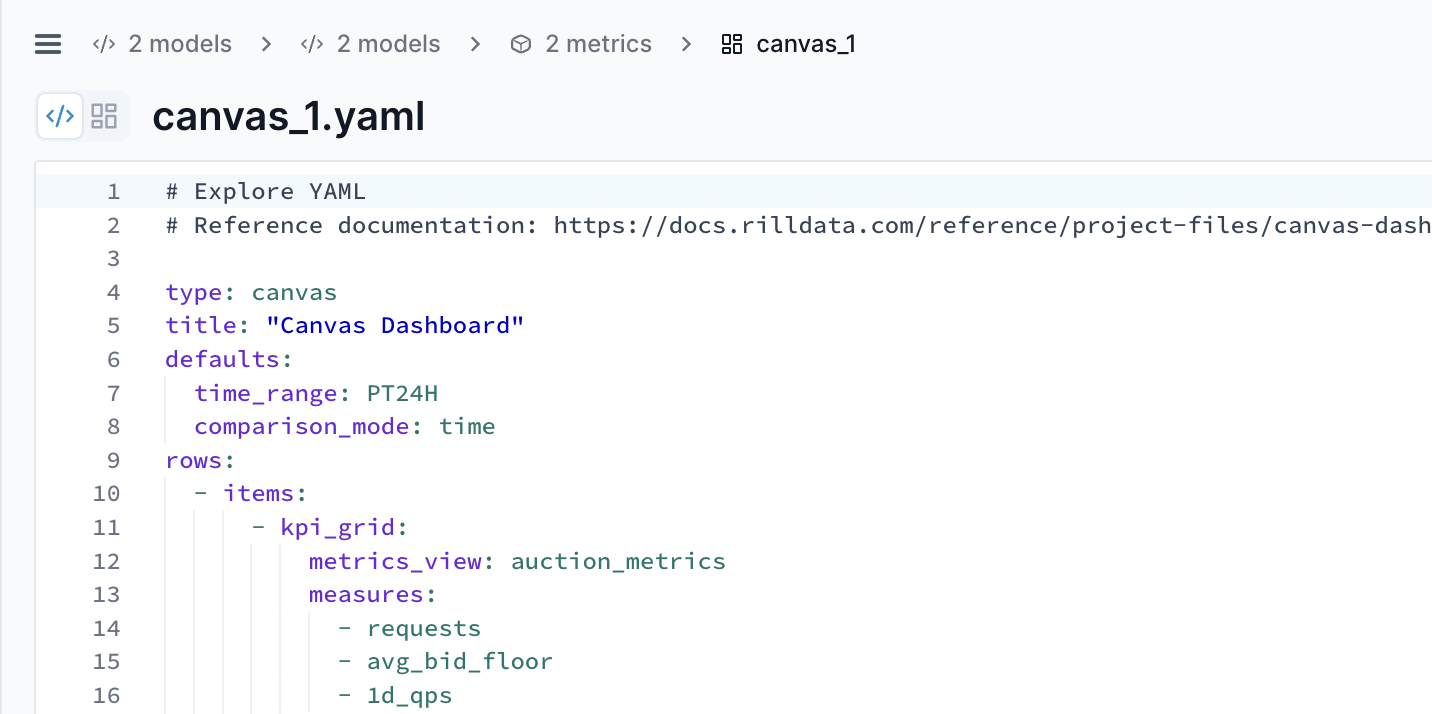 2 models > 2 models > 2 metrics > canvas_1
canvas_1.yaml
1 # Explore YAML
2 # Reference documentation: https://docs.rilldata.com/reference/project-files/canvas-dash
3
4 type: canvas
5 title: "Canvas Dashboard"
6 defaults:
7   time_range: PT24H
8   comparison_mode: time
9 rows:
10   - items:
11       - kpi_grid:
12           metrics_view: auction_metrics
13           measures:
14             - requests
15             - avg_bid_floor
16             - 1d_qps